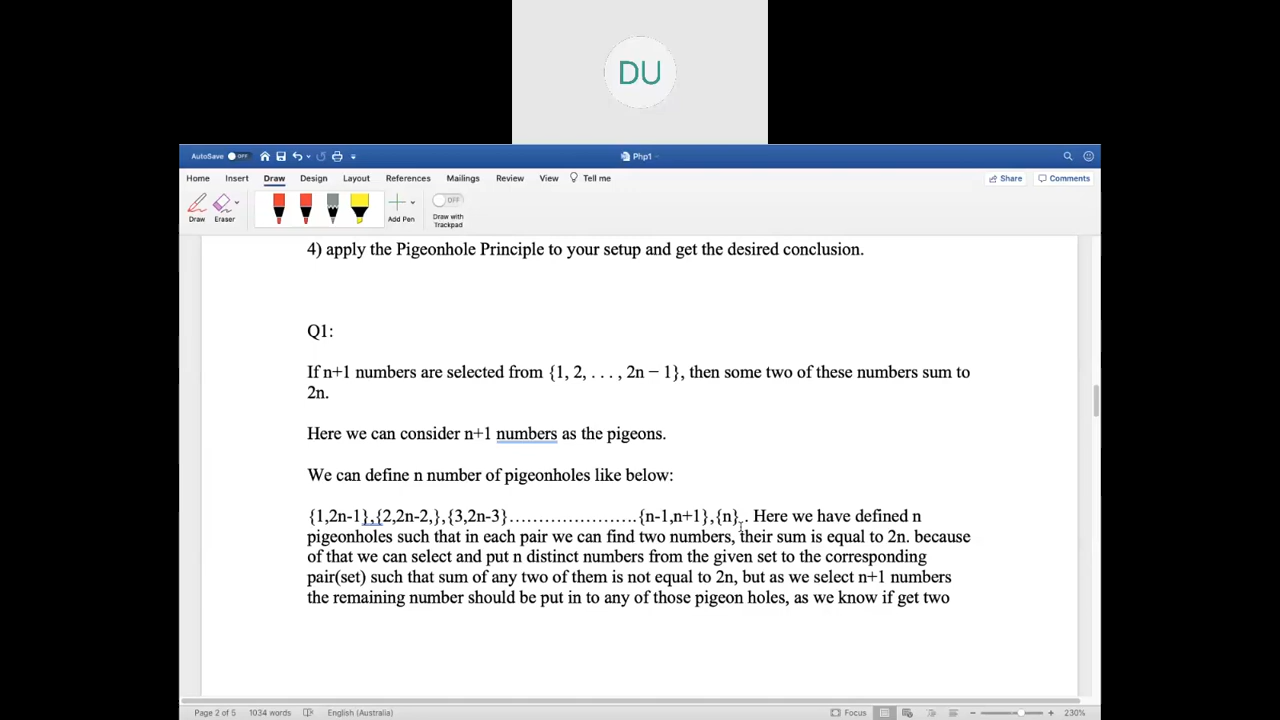 DU
AutoSave OFF Php1
Home Insert Draw Design Layout References Mailings Review View Tell me Share Comments
OFF
Draw Eraser Add Pen Draw with Trackpad
4) apply the Pigeonhole Principle to your setup and get the desired conclusion.
Q1:
If n+1 numbers are selected from {1, 2, . . . , 2n − 1}, then some two of these numbers sum to
2n.
Here we can consider n+1 numbers as the pigeons.
We can define n number of pigeonholes like below:
{1,2n-1},{2,2n-2,},{3,2n-3}…………………….{n-1,n+1},{n}, . Here we have defined n
pigeonholes such that in each pair we can find two numbers, their sum is equal to 2n. because
of that we can select and put n distinct numbers from the given set to the corresponding
pair(set) such that sum of any two of them is not equal to 2n, but as we select n+1 numbers
the remaining number should be put in to any of those pigeon holes, as we know if get two
Page 2 of 5 1034 words English (Australia) Focus 230%